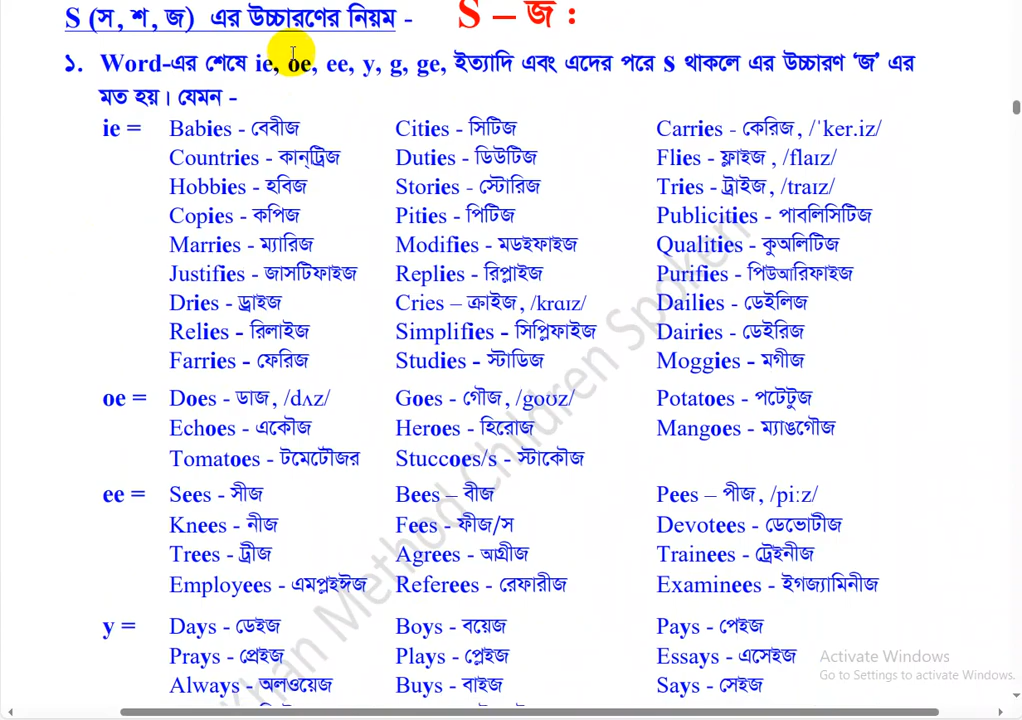 S (স, শ, জ) এর উচ্চারণের নিয়ম - S – জ :
১. Word-এর শেষে ie, oe, ee, y, g, ge, ইত্যাদি এবং এদের পরে s থাকলে এর উচ্চারণ ‘জ’ এর
মত হয়। যেমন -
ie = Babies - বেবীজ Cities - সিটিজ Carries - কেরিজ, /ˈker.iz/
Countries - কান্ট্রিজ Duties - ডিউটিজ Flies - ফ্লাইজ, /flaɪz/
Hobbies - হবিজ Stories - স্টোরিজ Tries - ট্রাইজ, /traɪz/
Copies - কপিজ Pities - পিটিজ Publicities - পাবলিসিটিজ
Marries - ম্যারিজ Modifies - মডইফাইজ Qualities - কুঅলিটিজ
Justifies - জাসটিফাইজ Replies - রিপ্লাইজ Purifies - পিউআরিফাইজ
Dries - ড্রাইজ Cries – ক্রাইজ, /krɑɪz/ Dailies - ডেইলিজ
Relies - রিলাইজ Simplifies - সিপ্লিফাইজ Dairies - ডেইরিজ
Farries - ফেরিজ Studies - স্টাডিজ Moggies - মগীজ
oe = Does - ডাজ, /dʌz/ Goes - গৌজ, /goʊz/ Potatoes - পটেটুজ
Echoes - একৌজ Heroes - হিরোজ Mangoes - ম্যাঙগৌজ
Tomatoes - টমেটৌজর Stuccoes/s - স্টাকৌজ
ee = Sees - সীজ Bees – বীজ Pees – পীজ, /piːz/
Knees - নীজ Fees - ফীজ/স Devotees - ডেভোটীজ
Trees - ট্রীজ Agrees - আগ্রীজ Trainees - ট্রেইনীজ
Employees - এমপ্লইঈজ Referees - রেফারীজ Examinees - ইগজ্যামিনীজ
y = Days - ডেইজ Boys - বয়েজ Pays - পেইজ
Prays - প্রেইজ Plays - প্লেইজ Essays - এসেইজ
Always - অলওয়েজ Buys - বাইজ Says - সেইজ
Khan Method Children Spoken
Activate Windows
Go to Settings to activate Windows.